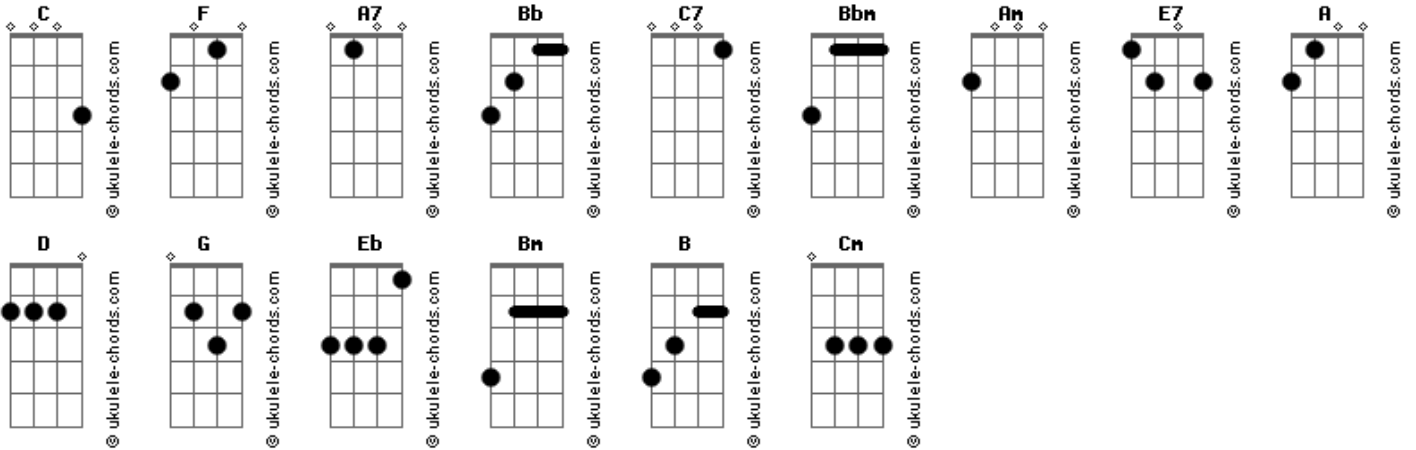 C F A7 Bb C7 Bbm Am E7 A
© ukulele-chords.com © ukulele-chords.com © ukulele-chords.com © ukulele-chords.com © ukulele-chords.com © ukulele-chords.com © ukulele-chords.com © ukulele-chords.com © ukulele-chords.com
D G Eb Bm B Cm
© ukulele-chords.com © ukulele-chords.com © ukulele-chords.com © ukulele-chords.com © ukulele-chords.com © ukulele-chords.com